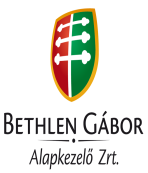 BETHLEN GÁBOR
Alapkezelő Zrt.